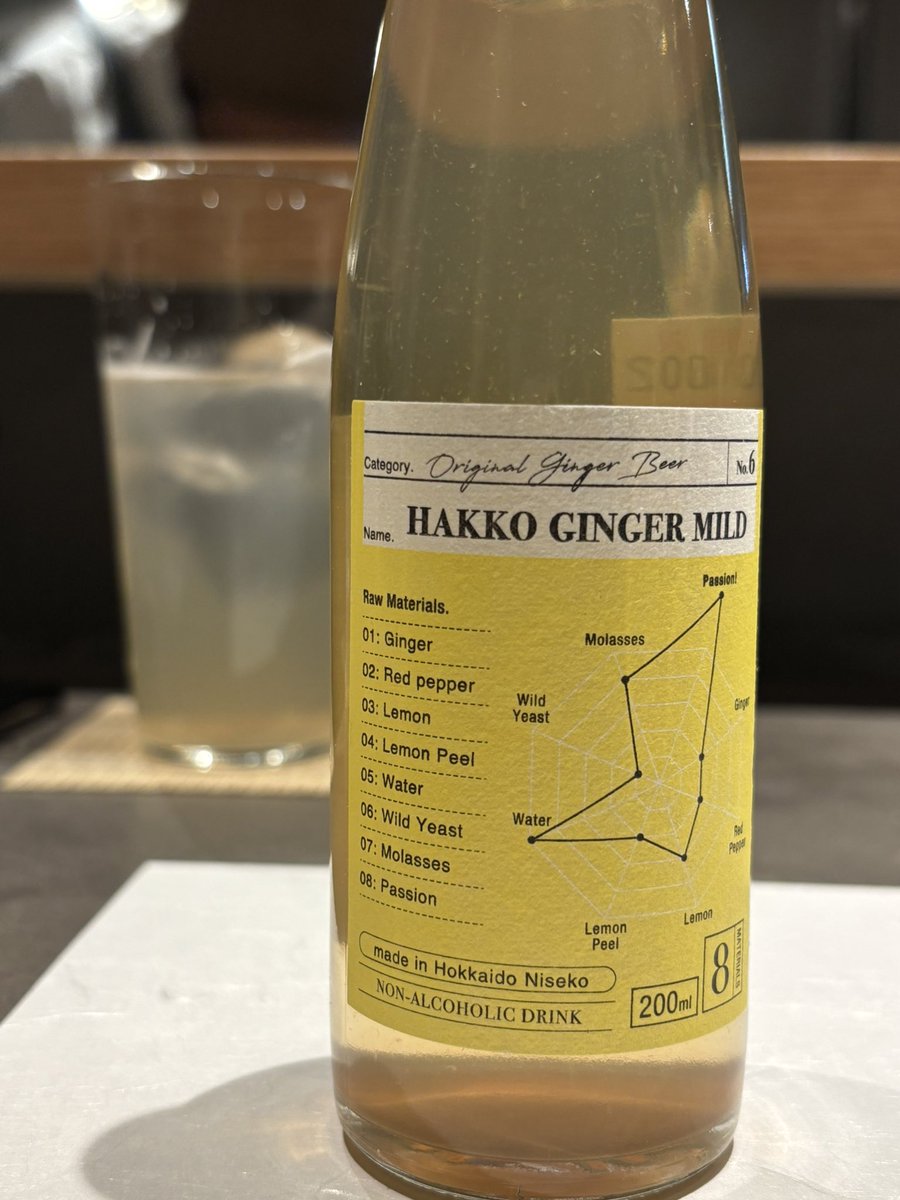 Category. Original Ginger Beer No.6
Name. HAKKO GINGER MILD
Raw Materials.
01: Ginger
02: Red pepper
03: Lemon
04: Lemon Peel
05: Water
06: Wild Yeast
07: Molasses
08: Passion
Passion!
Molasses
Ginger
Wild
Yeast
Water
Red
Pepper
Lemon
Lemon
Peel
made in Hokkaido Niseko
NON-ALCOHOLIC DRINK
200ml
8 MATERIALS